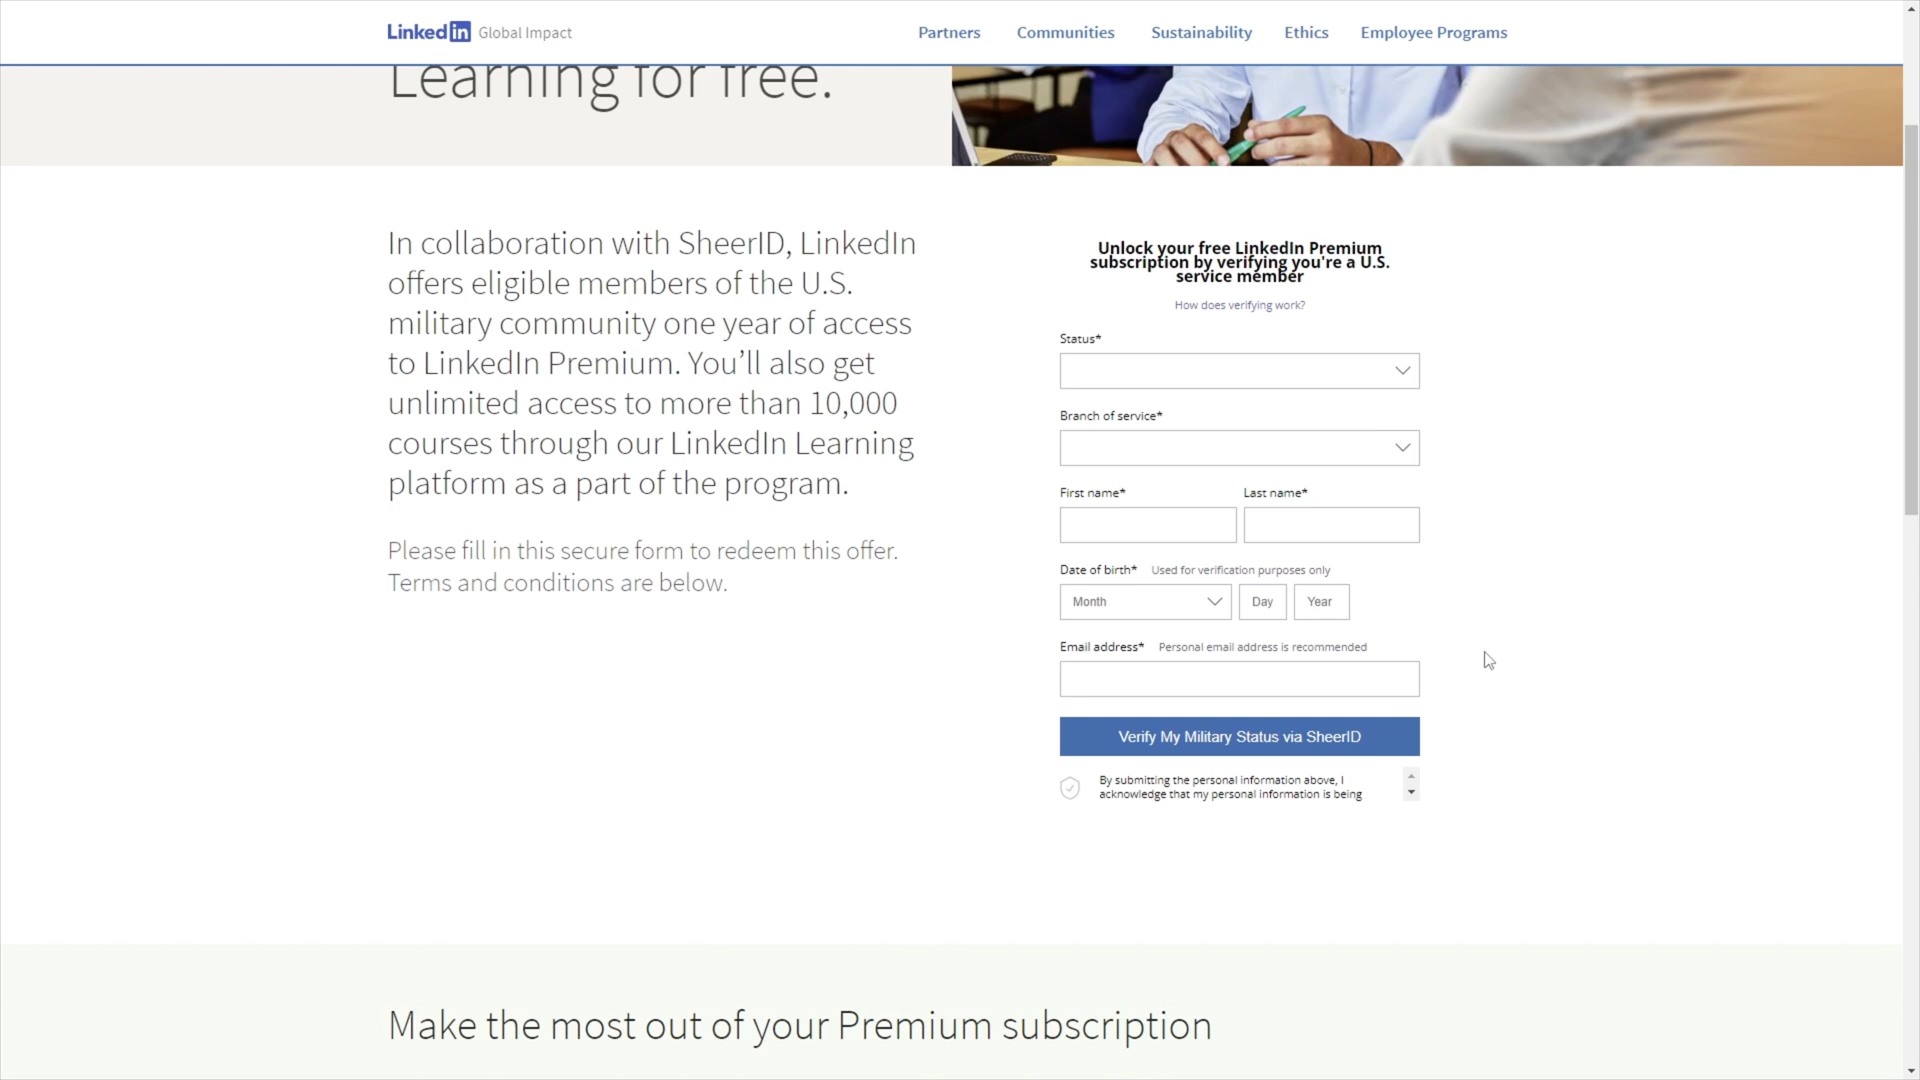 Linked in Global Impact
Partners Communities Sustainability Ethics Employee Programs
Learning for free.
In collaboration with SheerID, LinkedIn
offers eligible members of the U.S.
military community one year of access
to LinkedIn Premium. You’ll also get
unlimited access to more than 10,000
courses through our LinkedIn Learning
platform as a part of the program.
Please fill in this secure form to redeem this offer.
Terms and conditions are below.
Unlock your free LinkedIn Premium
subscription by verifying you're a U.S.
service member
How does verifying work?
Status*
Branch of service*
First name* Last name*
Date of birth* Used for verification purposes only
Month Day Year
Email address* Personal email address is recommended
Verify My Military Status via SheerID
By submitting the personal information above, I
acknowledge that my personal information is being
Make the most out of your Premium subscription